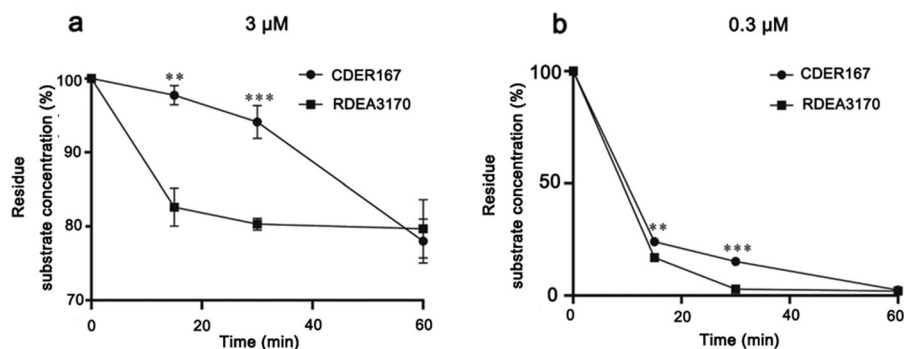 a
3 µM
CDER167
RDEA3170
**
***
100
90
80
70
Residue
substrate concentration (%)
0
20
40
60
Time (min)
b
0.3 µM
CDER167
RDEA3170
**
***
100
50
0
Residue
substrate concentration (%)
0
20
40
60
Time (min)